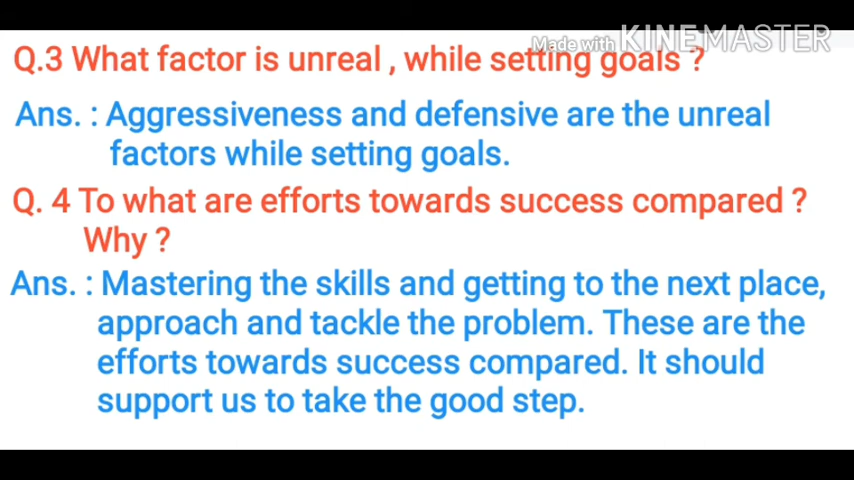 Made with KINEMASTER
Q.3 What factor is unreal , while setting goals ?
Ans. : Aggressiveness and defensive are the unreal
factors while setting goals.
Q. 4 To what are efforts towards success compared ?
Why ?
Ans. : Mastering the skills and getting to the next place,
approach and tackle the problem. These are the
efforts towards success compared. It should
support us to take the good step.